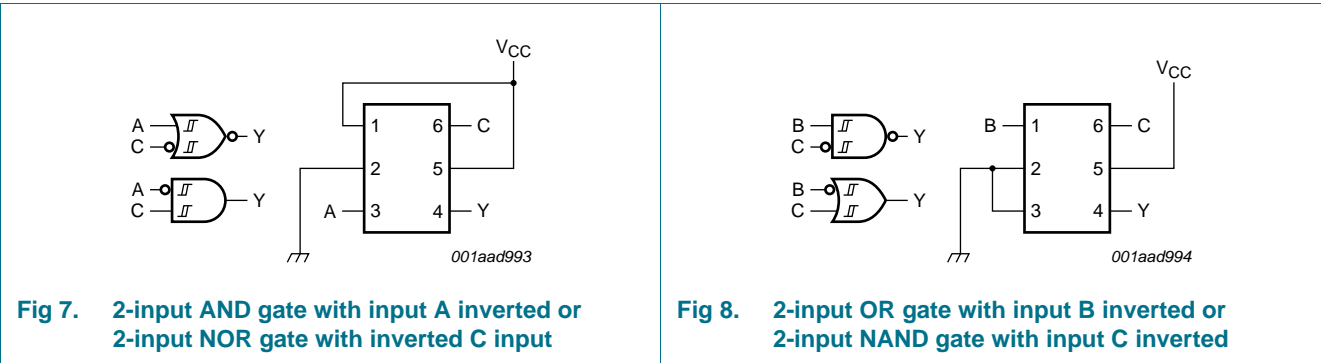 VCC
A
C
Y
A
C
Y
1
6
C
2
5
A
3
4
Y
001aad993
Fig 7. 2-input AND gate with input A inverted or
2-input NOR gate with inverted C input
VCC
B
C
Y
B
C
Y
B
1
6
C
2
5
3
4
Y
001aad994
Fig 8. 2-input OR gate with input B inverted or
2-input NAND gate with input C inverted